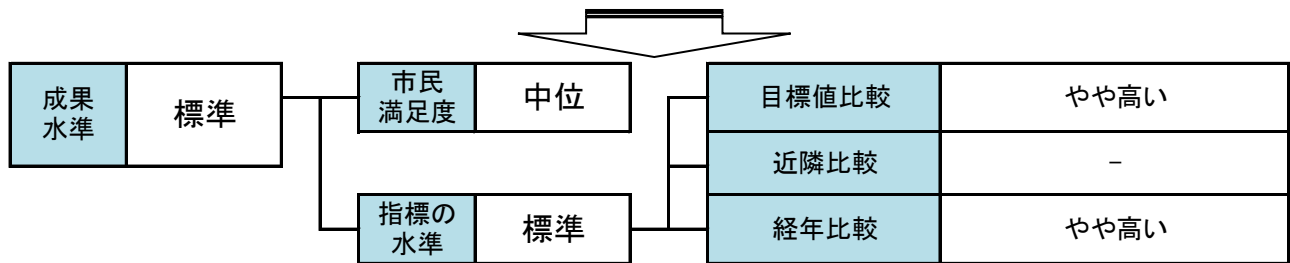 成果
水準
標準
市民
満足度
中位
指標の
水準
標準
目標値比較
やや高い
近隣比較
－
経年比較
やや高い